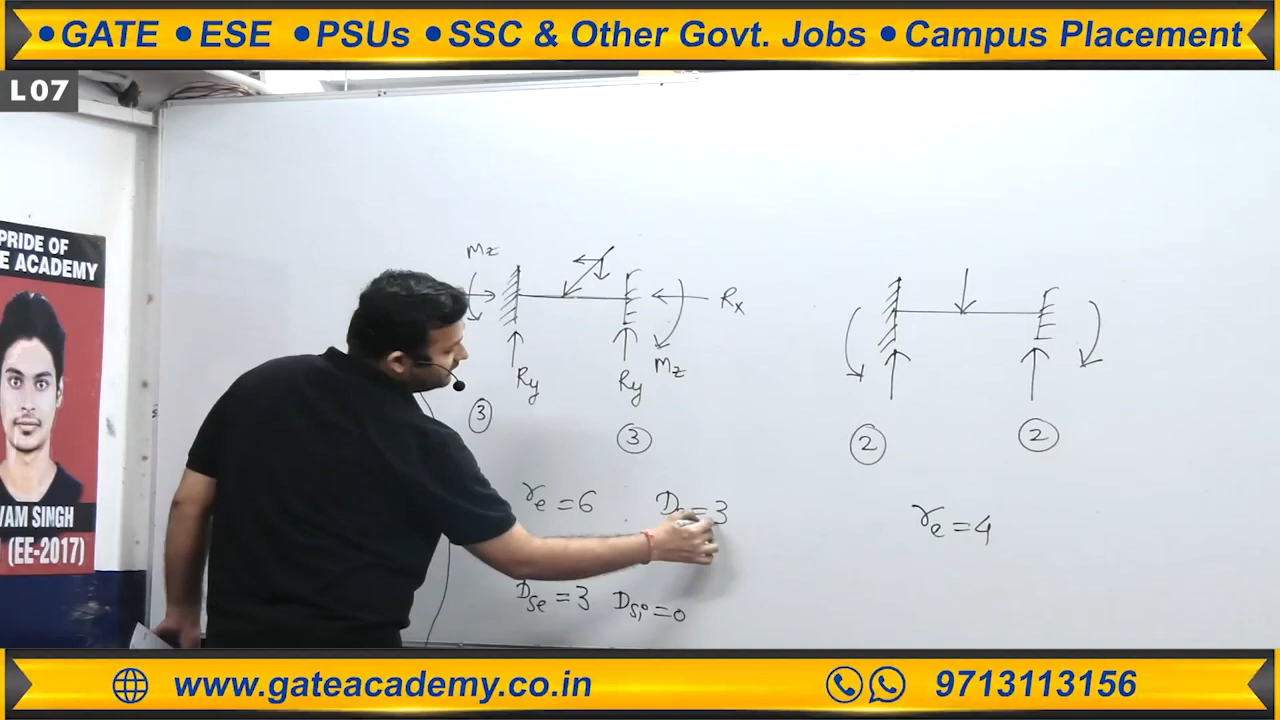 •GATE •ESE •PSUs •SSC & Other Govt. Jobs •Campus Placement
L07
PRIDE OF
E ACADEMY
VAM SINGH
(EE-2017)
Mz
Rx
Ry
Ry
Mz
3
3
2
2
re = 6
= 3
re = 4
Dse = 3 Dsi = 0
www.gateacademy.co.in
9713113156